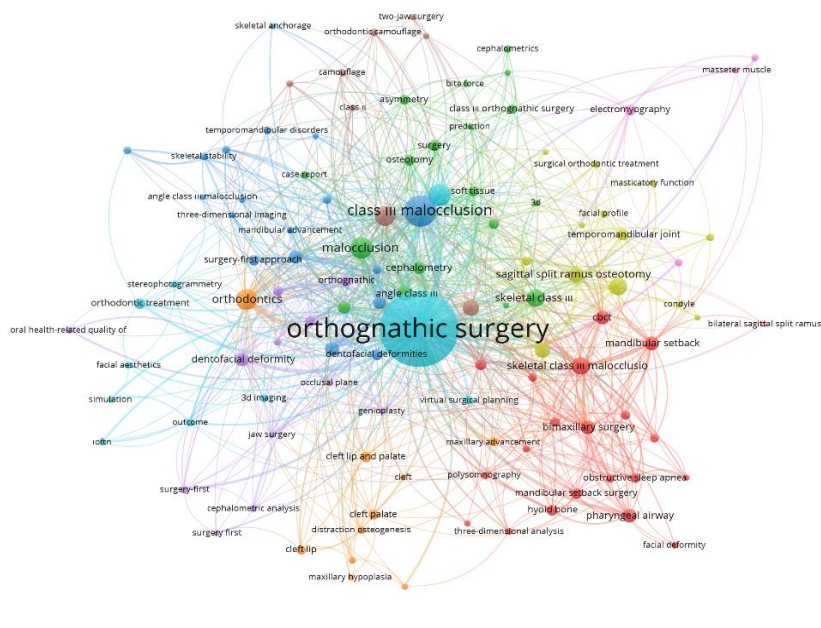 two-jaw surgery
skeletal anchorage
orthodontic camouflage
cephalometrics
camouflage
masseter muscle
bite force
asymmetry
class ii
class iii orthognathic surgery
electromyography
temporomandibular disorders
prediction
surgery
skeletal stability
osteotomy
surgical orthodontic treatment
case report
masticatory function
soft tissue
angle class iii malocclusion
3d
class iii malocclusion
facial profile
three-dimensional imaging
mandibular advancement
temporomandibular joint
malocclusion
surgery-first approach
cephalometry
sagittal split ramus osteotomy
orthognathic
stereophotogrammetry
angle class iii
orthodontics
skeletal class iii
orthodontic treatment
condyle
cbct
bilateral sagittal split ramus
oral health-related quality of
orthognathic surgery
mandibular setback
dentofacial deformities
dentofacial deformity
facial aesthetics
skeletal class iii malocclusio
occlusal plane
simulation
3d imaging
virtual surgical planning
genioplasty
outcome
bimaxillary surgery
jaw surgery
ioftn
maxillary advancement
cleft lip and palate
cleft
polysomnography
obstructive sleep apnea
surgery-first
mandibular setback surgery
cephalometric analysis
hyoid bone
cleft palate
pharyngeal airway
surgery first
distraction osteogenesis
three-dimensional analysis
cleft lip
facial deformity
maxillary hypoplasia